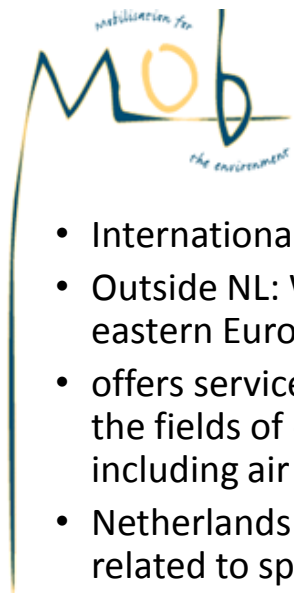 mobilisation for
Mob
the environment
• Internationa
• Outside NL: W
eastern Euro
• offers service
the fields of
including air
• Netherlands
related to sp